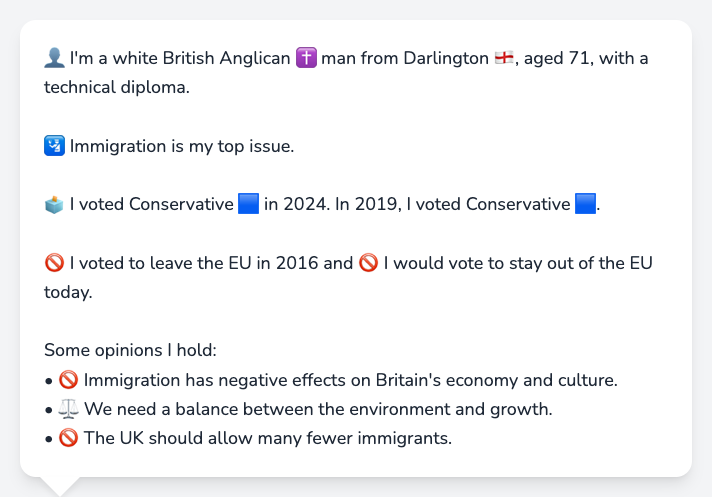 👤 I'm a white British Anglican ✝️ man from Darlington 🏴󠁧󠁢󠁥󠁮󠁧󠁿, aged 71, with a
technical diploma.
🛂 Immigration is my top issue.
🗳️ I voted Conservative 🟦 in 2024. In 2019, I voted Conservative 🟦.
🚫 I voted to leave the EU in 2016 and 🚫 I would vote to stay out of the EU
today.
Some opinions I hold:
• 🚫 Immigration has negative effects on Britain's economy and culture.
• ⚖️ We need a balance between the environment and growth.
• 🚫 The UK should allow many fewer immigrants.